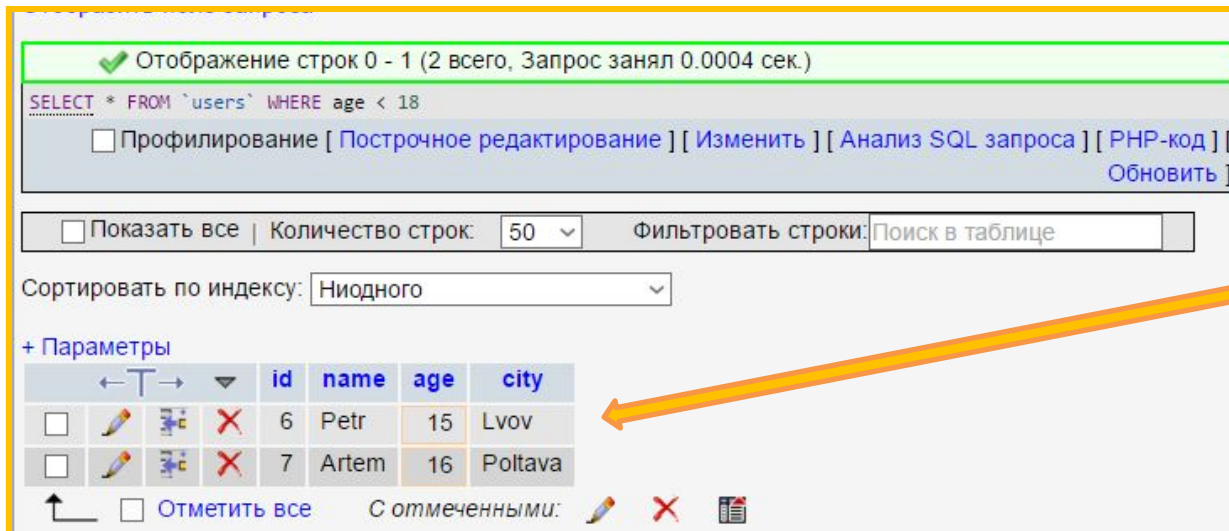 Отображение строк 0 - 1 (2 всего, Запрос занял 0.0004 сек.)
SELECT * FROM `users` WHERE age < 18
Профилирование [ Построчное редактирование ] [ Изменить ] [ Анализ SQL запроса ] [ PHP-код ] [
Обновить ]
Показать все | Количество строк: 50 Фильтровать строки: Поиск в таблице
Сортировать по индексу: Ниодного
+ Параметры
←T→ id name age city
6 Petr 15 Lvov
7 Artem 16 Poltava
Отметить все С отмеченными: